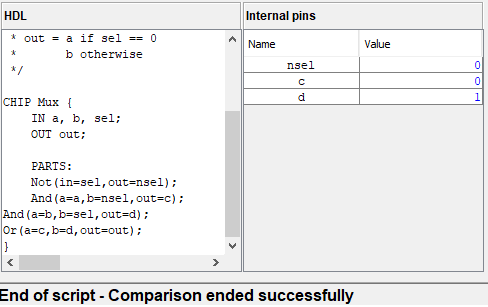 HDL
* out = a if sel == 0
*       b otherwise
*/
CHIP Mux {
IN a, b, sel;
OUT out;
PARTS:
Not(in=sel,out=nsel);
And(a=a,b=nsel,out=c);
And(a=b,b=sel,out=d);
Or(a=c,b=d,out=out);
}
Internal pins
Name Value
nsel 0
c 0
d 1
End of script - Comparison ended successfully